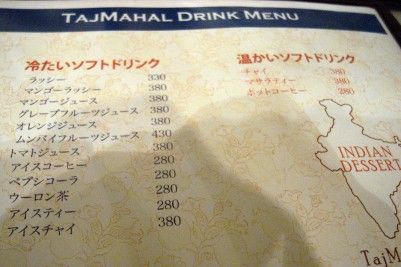 TAJMAHAL DRINK MENU
冷たいソフトドリンク
ラッシー 330
マンゴーラッシー 380
マンゴージュース 380
グレープフルーツジュース 380
オレンジジュース 380
ムンバイフルーツジュース 430
トマトジュース 380
アイスコーヒー 280
ペプシコーラ 280
ウーロン茶 280
アイスティー 280
アイスチャイ 380
温かいソフトドリンク
チャイ 380
マサラティー 380
ホットコーヒー 280
INDIAN
DESSERT
TAJM